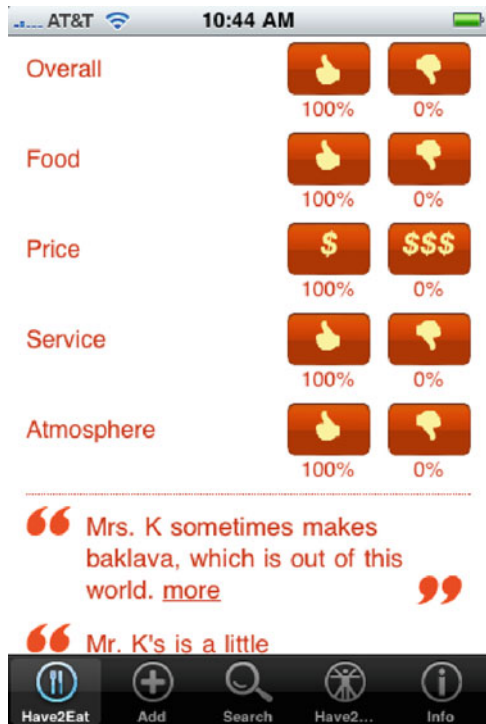 AT&T 10:44 AM
Overall
100% 0%
Food
100% 0%
Price $ $$$
100% 0%
Service
100% 0%
Atmosphere
100% 0%
“ Mrs. K sometimes makes
baklava, which is out of this
world. more ”
“ Mr. K's is a little
Have2Eat Add Search Have2... Info